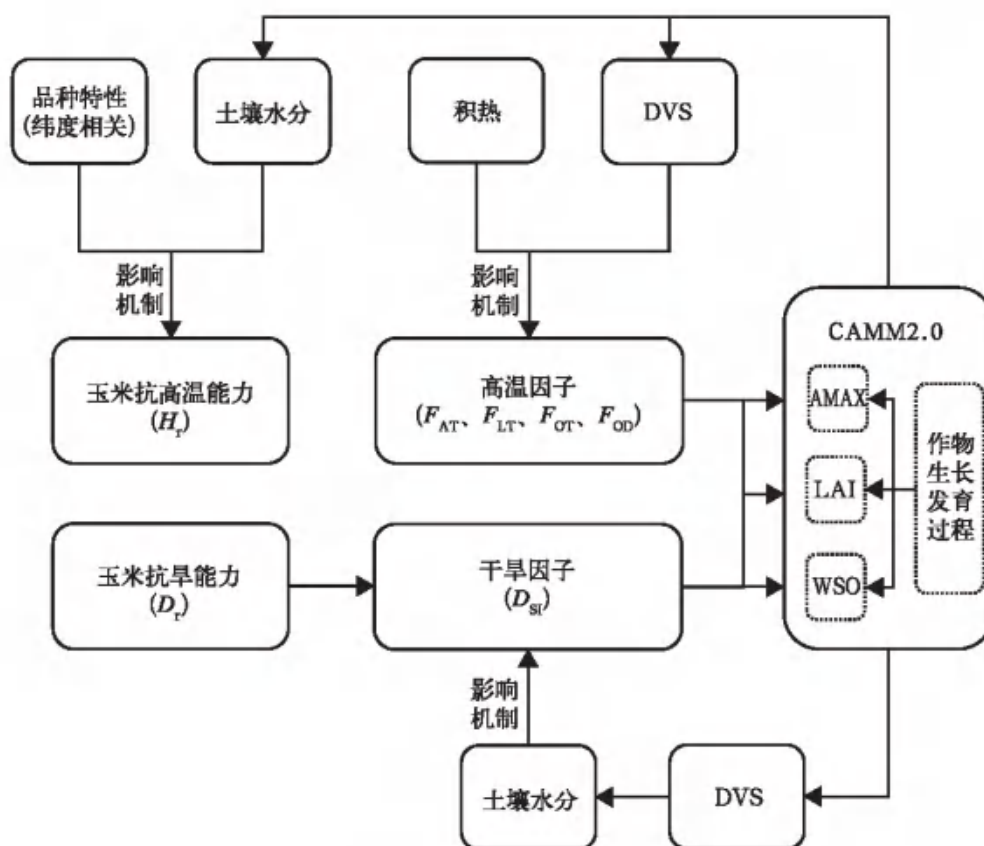 品种特性
(纬度相关)
土壤水分
积热
DVS
影响
机制
影响
机制
玉米抗高温能力
(Hr)
高温因子
(FAT、FLT、FOT、FOD)
CAMM2.0
AMAX
LAI
WSO
作物
生长
发育
过程
玉米抗旱能力
(Dr)
干旱因子
(DSI)
影响
机制
土壤水分
DVS